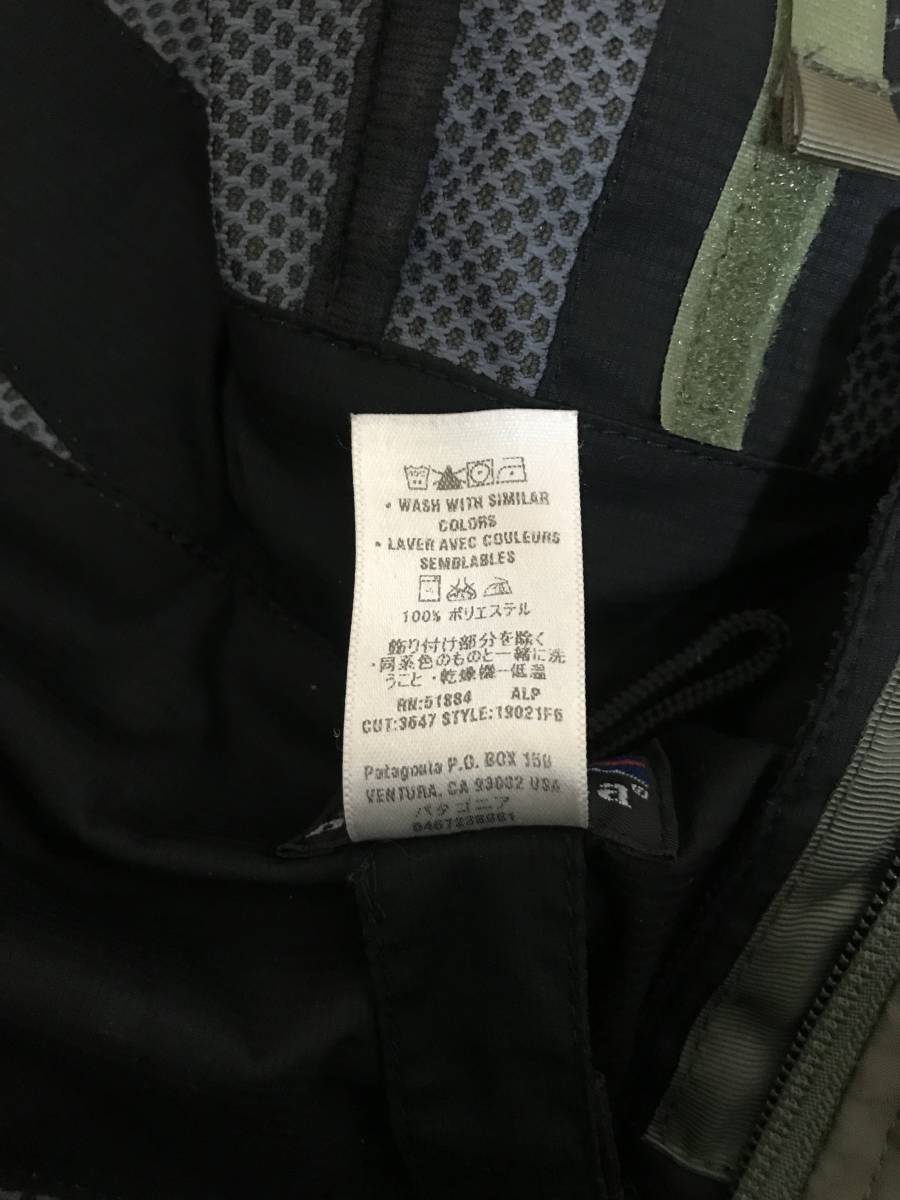 • WASH WITH SIMILAR
COLORS
• LAVER AVEC COULEURS
SEMBLABLES
100% ポリエステル
飾り付け部分を除く
・同系色のものと一緒に洗
うこと・乾燥機−低温
RN:51884 ALP
CUT:3647 STYLE:19021F6
Patagonia P.O. BOX 150
VENTURA, CA 93002 USA
パタゴニア
a®